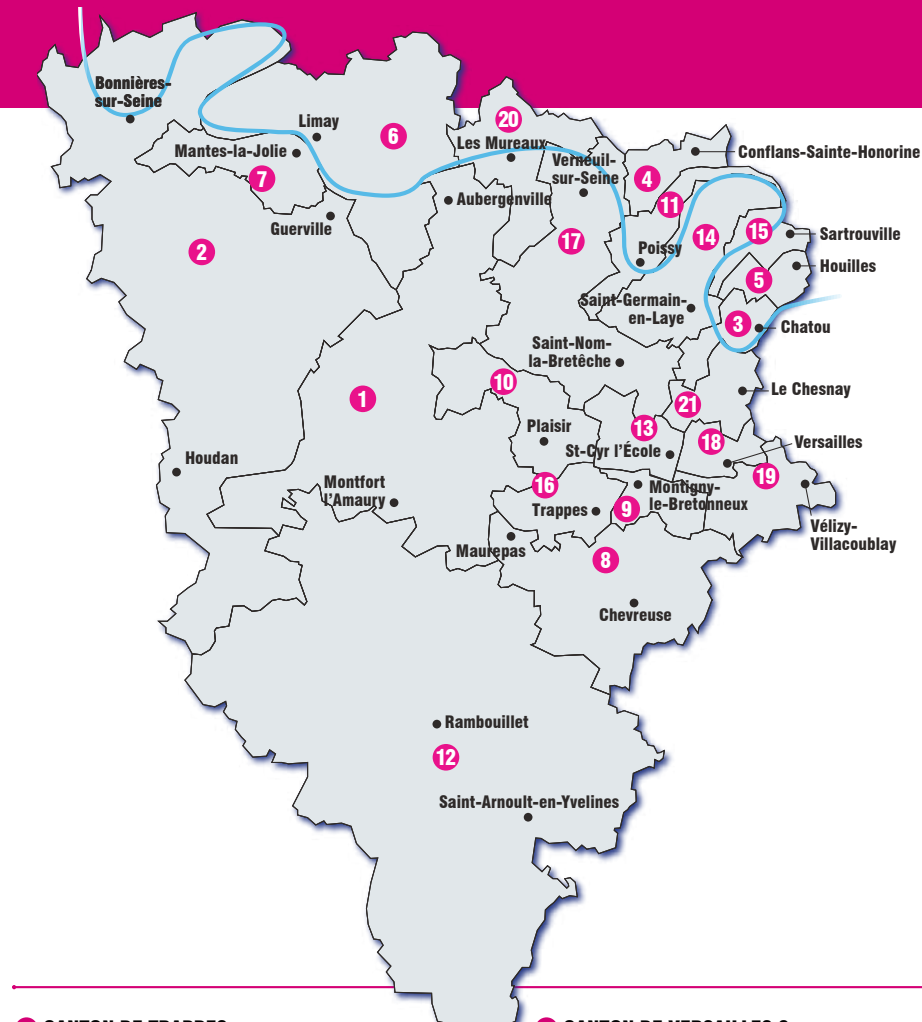 Bonnières-
sur-Seine
20
Limay
6
Les Mureaux
Mantes-la-Jolie
Verneuil-
sur-Seine
Conflans-Sainte-Honorine
4
7
Aubergenville
11
Guerville
17
14
15
Sartrouville
2
Poissy
Houilles
5
Saint-Germain-
en-Laye
3
Chatou
Saint-Nom-
la-Bretêche
10
1
21
Le Chesnay
Plaisir
13
18
Versailles
St-Cyr l'École
Houdan
19
Montfort
l'Amaury
16
Montigny-
le-Bretonneux
Trappes
9
Vélizy-
Villacoublay
Maurepas
8
Chevreuse
Rambouillet
12
Saint-Arnoult-en-Yvelines
CANTON DE TRAPPES